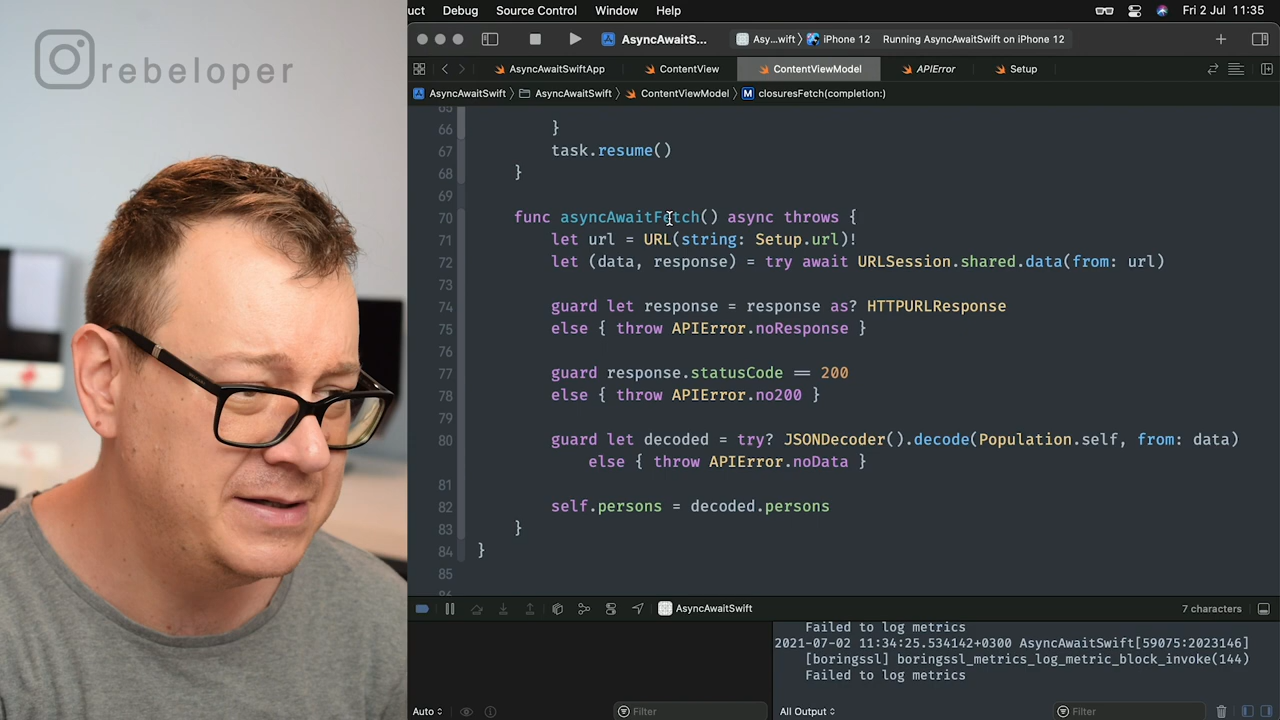 rebeloper
uct Debug Source Control Window Help Fri 2 Jul 11:35
AsyncAwaitS... Asy...wift iPhone 12 Running AsyncAwaitSwift on iPhone 12
AsyncAwaitSwiftApp ContentView ContentViewModel APIError Setup
AsyncAwaitSwift AsyncAwaitSwift ContentViewModel M closuresFetch(completion:)
65
66 }
67 task.resume()
68 }
69
70 func asyncAwaitFetch() async throws {
71 let url = URL(string: Setup.url)!
72 let (data, response) = try await URLSession.shared.data(from: url)
73
74 guard let response = response as? HTTPURLResponse
75 else { throw APIError.noResponse }
76
77 guard response.statusCode == 200
78 else { throw APIError.no200 }
79
80 guard let decoded = try? JSONDecoder().decode(Population.self, from: data)
else { throw APIError.noData }
81
82 self.persons = decoded.persons
83 }
84 }
85
86
AsyncAwaitSwift 7 characters
Failed to log metrics
2021-07-02 11:34:25.534142+0300 AsyncAwaitSwift[59075:2023146]
[boringssl] boringssl_metrics_log_metric_block_invoke(144)
Failed to log metrics
Auto Filter All Output Filter